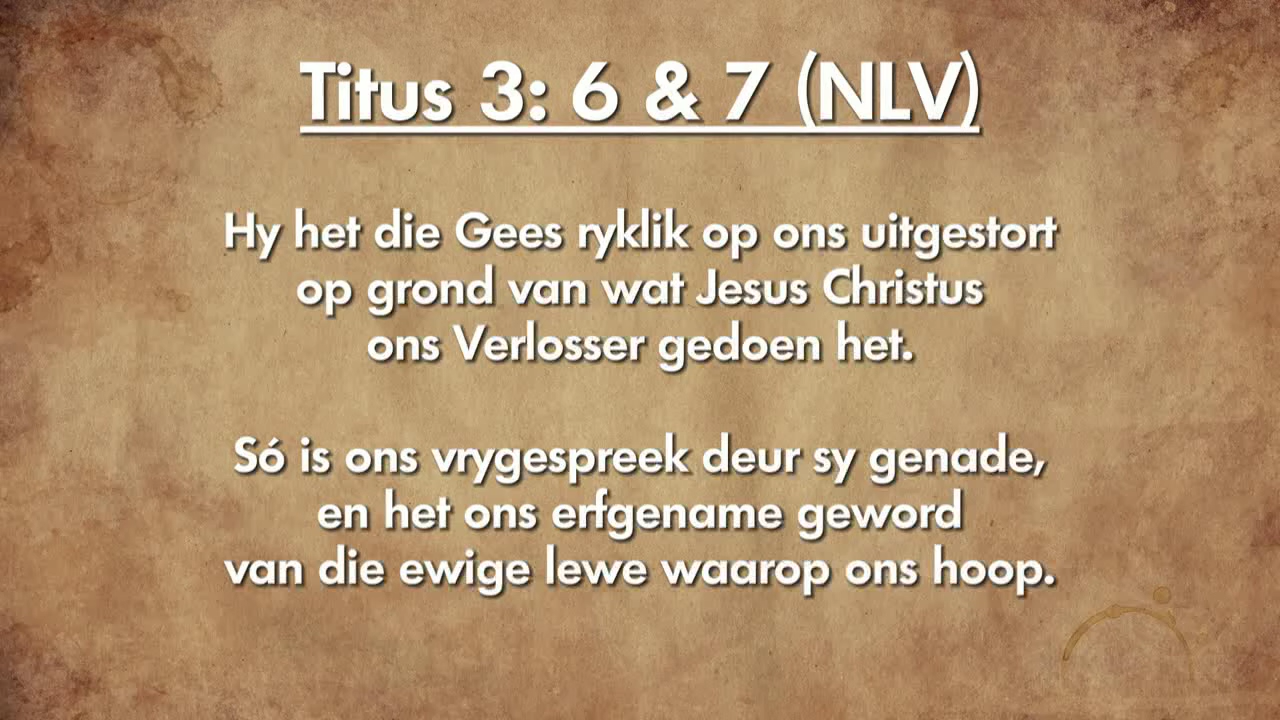 Titus 3: 6 & 7 (NLV)
Hy het die Gees ryklik op ons uitgestort
op grond van wat Jesus Christus
ons Verlosser gedoen het.
Só is ons vrygespreek deur sy genade,
en het ons erfgename geword
van die ewige lewe waarop ons hoop.